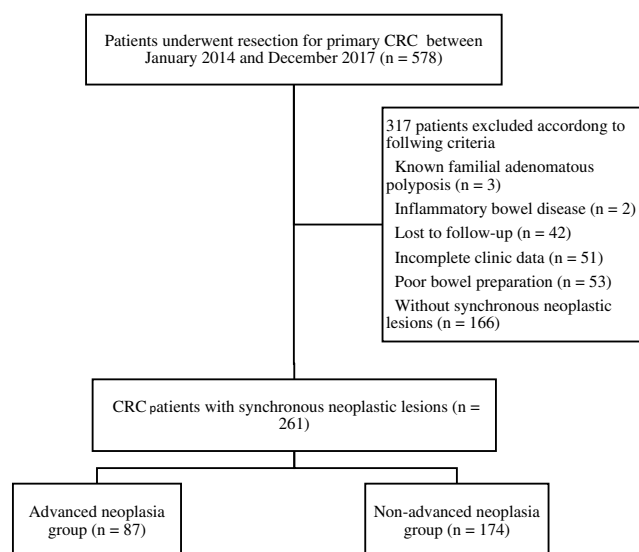 Patients underwent resection for primary CRC between
January 2014 and December 2017 (n = 578)
317 patients excluded accordong to
follwing criteria
Known familial adenomatous
polyposis (n = 3)
Inflammatory bowel disease (n = 2)
Lost to follow-up (n = 42)
Incomplete clinic data (n = 51)
Poor bowel preparation (n = 53)
Without synchronous neoplastic
lesions (n = 166)
CRC patients with synchronous neoplastic lesions (n =
261)
Advanced neoplasia
group (n = 87)
Non-advanced neoplasia
group (n = 174)